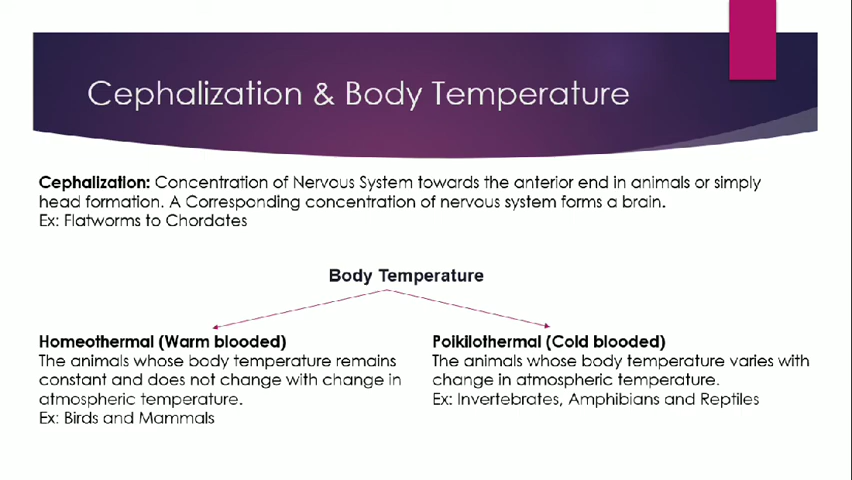 Cephalization & Body Temperature
Cephalization: Concentration of Nervous System towards the anterior end in animals or simply
head formation. A Corresponding concentration of nervous system forms a brain.
Ex: Flatworms to Chordates
Body Temperature
Homeothermal (Warm blooded)
The animals whose body temperature remains
constant and does not change with change in
atmospheric temperature.
Ex: Birds and Mammals
Poikilothermal (Cold blooded)
The animals whose body temperature varies with
change in atmospheric temperature.
Ex: Invertebrates, Amphibians and Reptiles